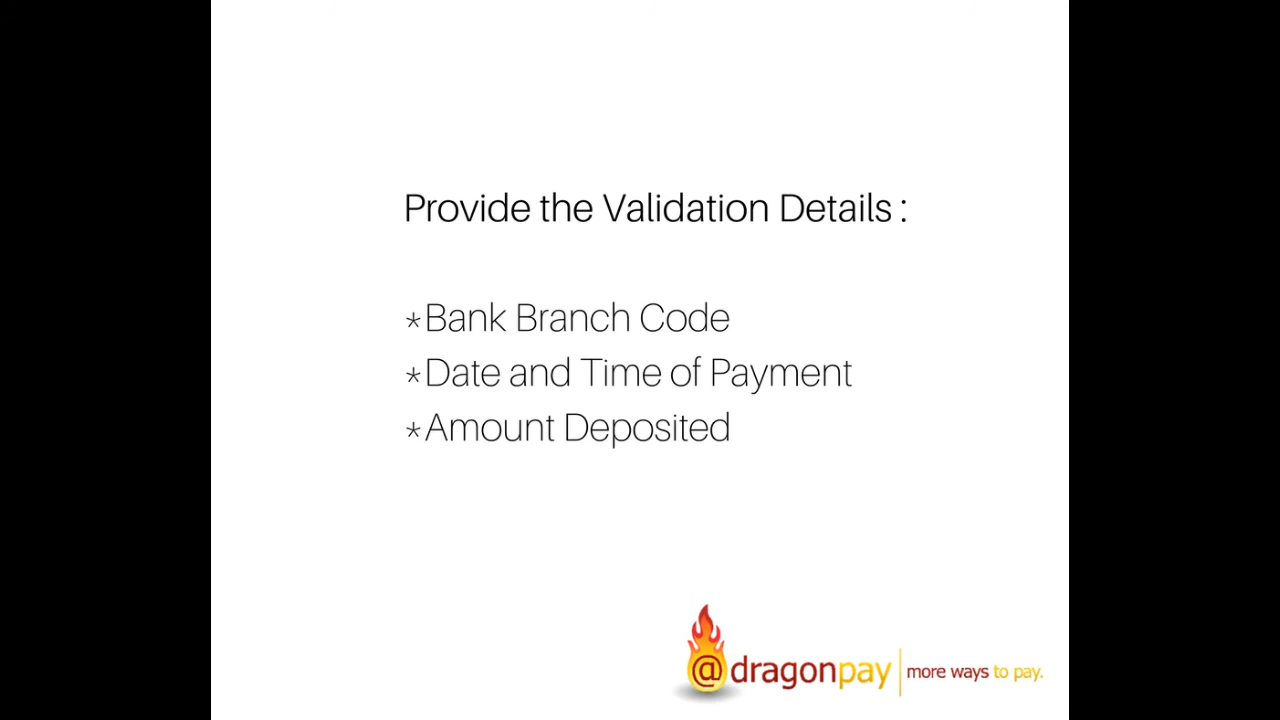 Provide the Validation Details :
*Bank Branch Code
*Date and Time of Payment
*Amount Deposited
@dragonpay more ways to pay.